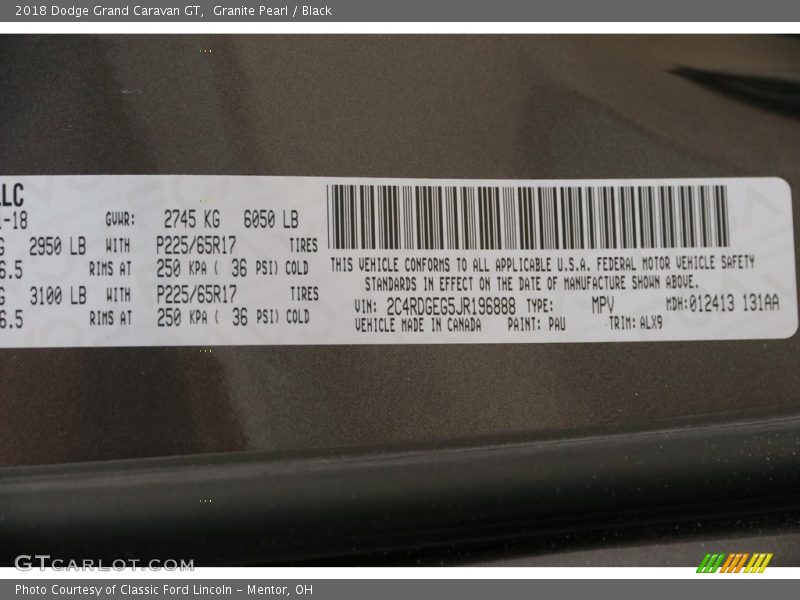 2018 Dodge Grand Caravan GT, Granite Pearl / Black
LLC
1-18 GVWR: 2745 KG 6050 LB
G 2950 LB WITH P225/65R17 TIRES
6.5 RIMS AT 250 KPA ( 36 PSI) COLD
G 3100 LB WITH P225/65R17 TIRES
6.5 RIMS AT 250 KPA ( 36 PSI) COLD
THIS VEHICLE CONFORMS TO ALL APPLICABLE U.S.A. FEDERAL MOTOR VEHICLE SAFETY
STANDARDS IN EFFECT ON THE DATE OF MANUFACTURE SHOWN ABOVE.
VIN: 2C4RDGEG5JR196888 TYPE: MPV MDH:012413 131AA
VEHICLE MADE IN CANADA PAINT: PAU TRIM: ALX9
GTCARLOT.COM
Photo Courtesy of Classic Ford Lincoln - Mentor, OH